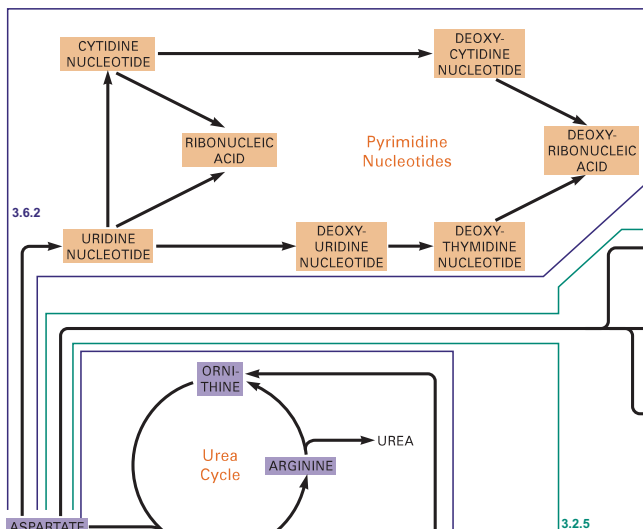 CYTIDINE
NUCLEOTIDE
DEOXY-
CYTIDINE
NUCLEOTIDE
RIBONUCLEIC
ACID
Pyrimidine
Nucleotides
DEOXY-
RIBONUCLEIC
ACID
3.6.2
URIDINE
NUCLEOTIDE
DEOXY-
URIDINE
NUCLEOTIDE
DEOXY-
THYMIDINE
NUCLEOTIDE
ORNI-
THINE
Urea
Cycle
ARGININE
UREA
ASPARTATE
3.2.5